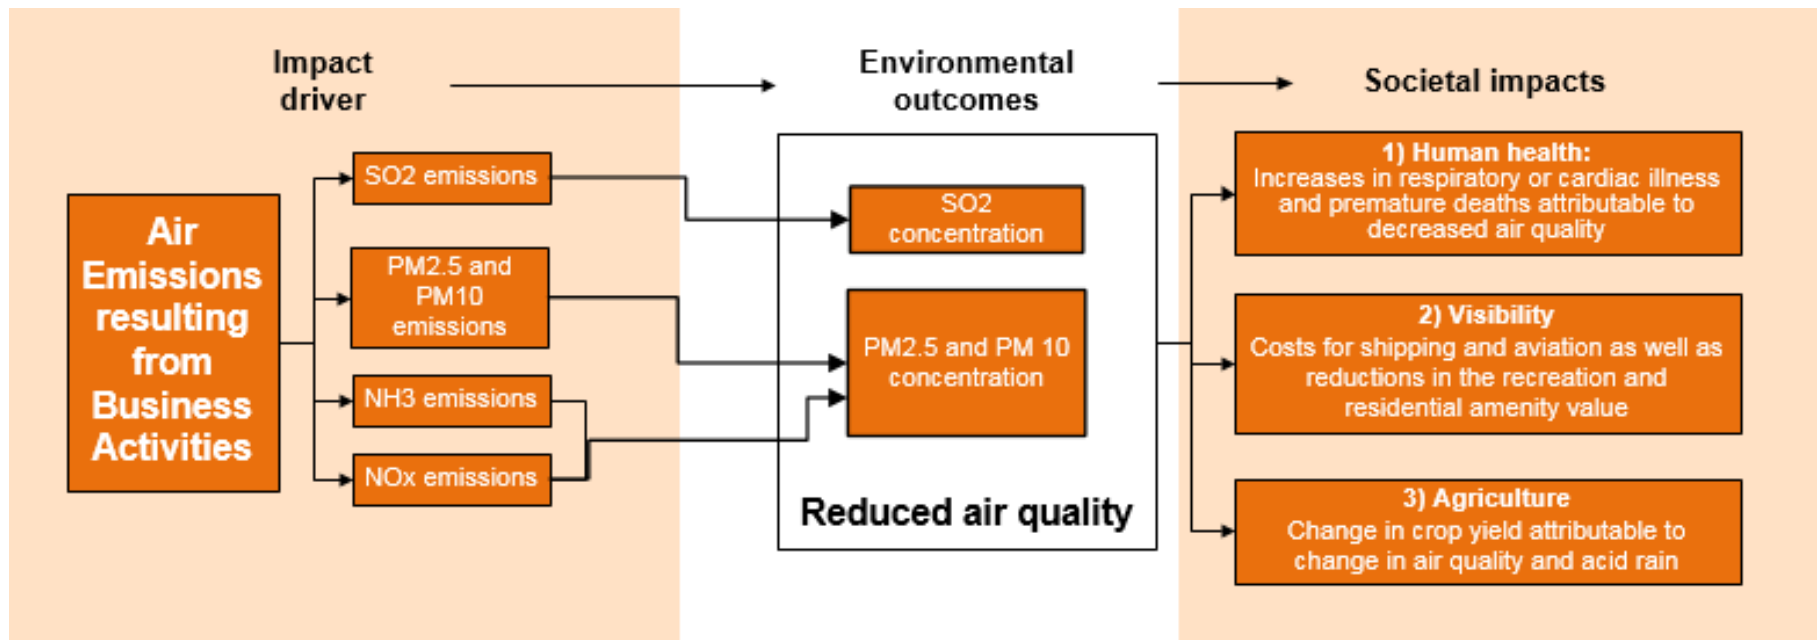 Impact
driver
Environmental
outcomes
Societal impacts
Air
Emissions
resulting
from
Business
Activities
SO2 emissions
PM2.5 and
PM10
emissions
NH3 emissions
NOx emissions
SO2
concentration
PM2.5 and PM 10
concentration
Reduced air quality
1) Human health:
Increases in respiratory or cardiac illness
and premature deaths attributable to
decreased air quality
2) Visibility
Costs for shipping and aviation as well as
reductions in the recreation and
residential amenity value
3) Agriculture
Change in crop yield attributable to
change in air quality and acid rain